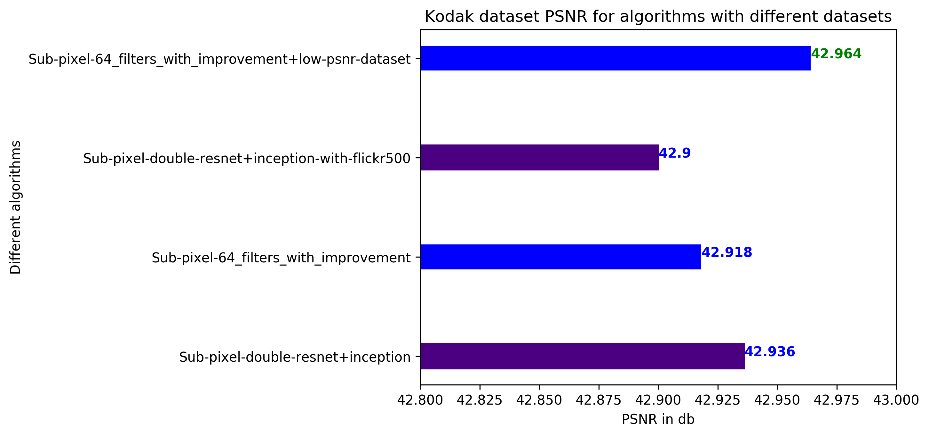 Kodak dataset PSNR for algorithms with different datasets
Sub-pixel-64_filters_with_improvement+low-psnr-dataset
42.964
Sub-pixel-double-resnet+inception-with-flickr500
42.9
Different algorithms
Sub-pixel-64_filters_with_improvement
42.918
Sub-pixel-double-resnet+inception
42.936
42.800 42.825 42.850 42.875 42.900 42.925 42.950 42.975 43.000
PSNR in db